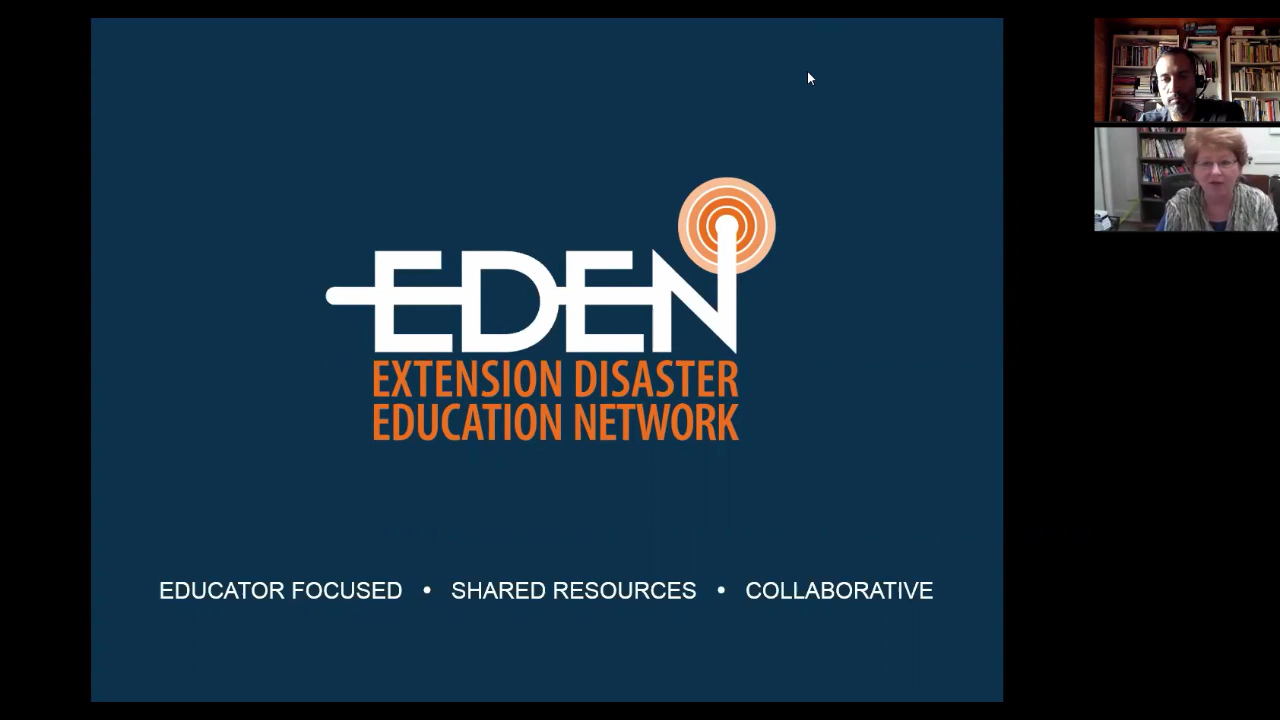 EDEN
EXTENSION DISASTER
EDUCATION NETWORK
EDUCATOR FOCUSED • SHARED RESOURCES • COLLABORATIVE